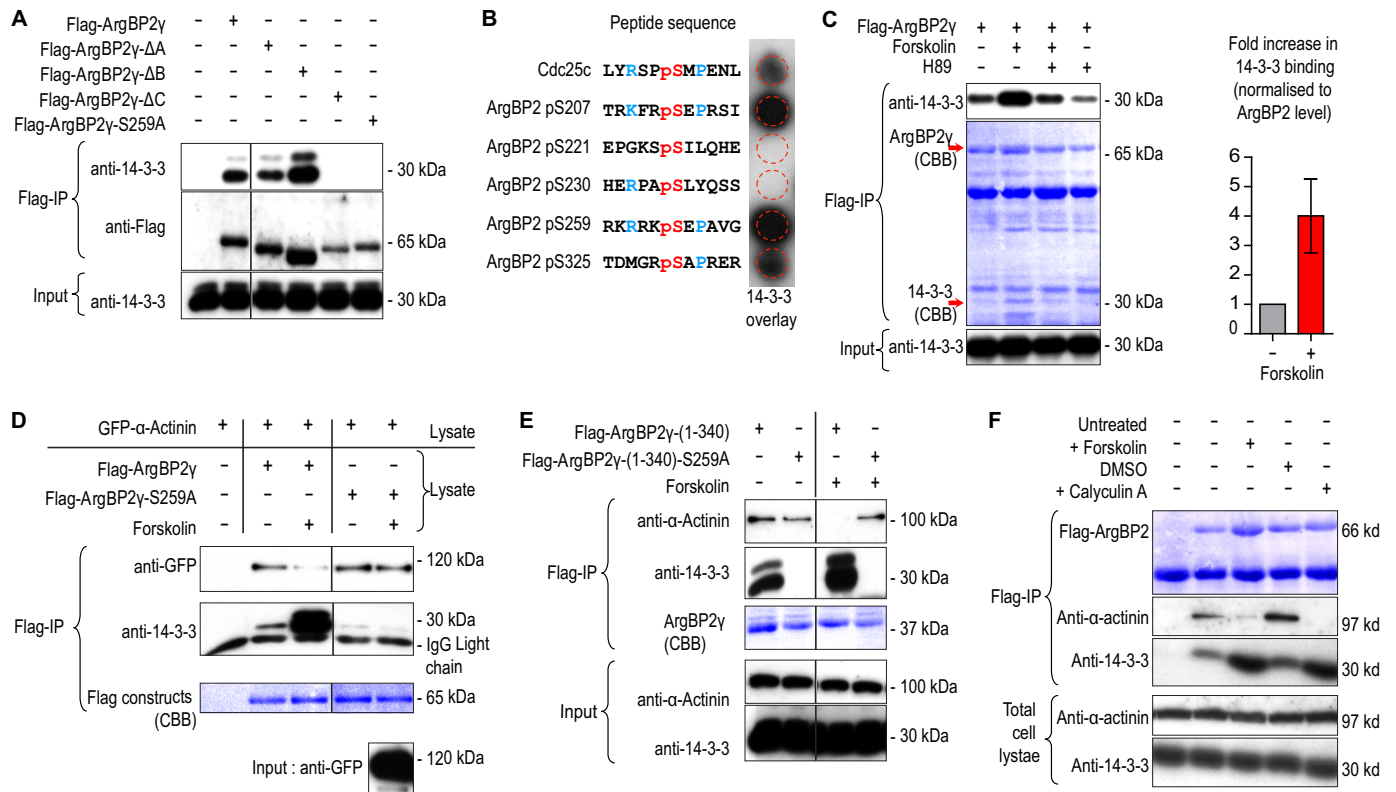 A
Flag-ArgBP2γ - + - - - -
Flag-ArgBP2γ-ΔA - - + - - -
Flag-ArgBP2γ-ΔB - - - + - -
Flag-ArgBP2γ-ΔC - - - - + -
Flag-ArgBP2γ-S259A - - - - - +
Flag-IP
anti-14-3-3 - 30 kDa
anti-Flag - 65 kDa
Input anti-14-3-3 - 30 kDa
B
Peptide sequence
Cdc25c LYRSPpSMPENL
ArgBP2 pS207 TRKFRpSEPRSI
ArgBP2 pS221 EPGKSpSILQHE
ArgBP2 pS230 HERPApSLYQSS
ArgBP2 pS259 RKRRKpSEPAVG
ArgBP2 pS325 TDMGRpSAPRER
14-3-3
overlay
C
Flag-ArgBP2γ + + + +
Forskolin - + + -
H89 - - + +
Flag-IP
anti-14-3-3 - 30 kDa
ArgBP2γ
(CBB) - 65 kDa
14-3-3
(CBB) - 30 kDa
Input anti-14-3-3 - 30 kDa
Fold increase in
14-3-3 binding
(normalised to
ArgBP2 level)
6
5
4
3
2
1
0
- +
Forskolin
D
GFP-α-Actinin + + + + + Lysate
Flag-ArgBP2γ - + + - -
Flag-ArgBP2γ-S259A - - - + + Lysate
Forskolin - - + - +
Flag-IP
anti-GFP - 120 kDa
anti-14-3-3 - 30 kDa
- IgG Light
chain
Flag constructs
(CBB) - 65 kDa
Input : anti-GFP - 120 kDa
E
Flag-ArgBP2γ-(1-340) + - + -
Flag-ArgBP2γ-(1-340)-S259A - + - +
Forskolin - - + +
Flag-IP
anti-α-Actinin - 100 kDa
anti-14-3-3 - 30 kDa
ArgBP2γ
(CBB) - 37 kDa
Input
anti-α-Actinin - 100 kDa
anti-14-3-3 - 30 kDa
F
Untreated - - - - -
+ Forskolin - - + - -
DMSO - - - + -
+ Calyculin A - - - - +
Flag-IP
Flag-ArgBP2 66 kd
Anti-α-actinin 97 kd
Anti-14-3-3 30 kd
Total
cell
lystae
Anti-α-actinin 97 kd
Anti-14-3-3 30 kd